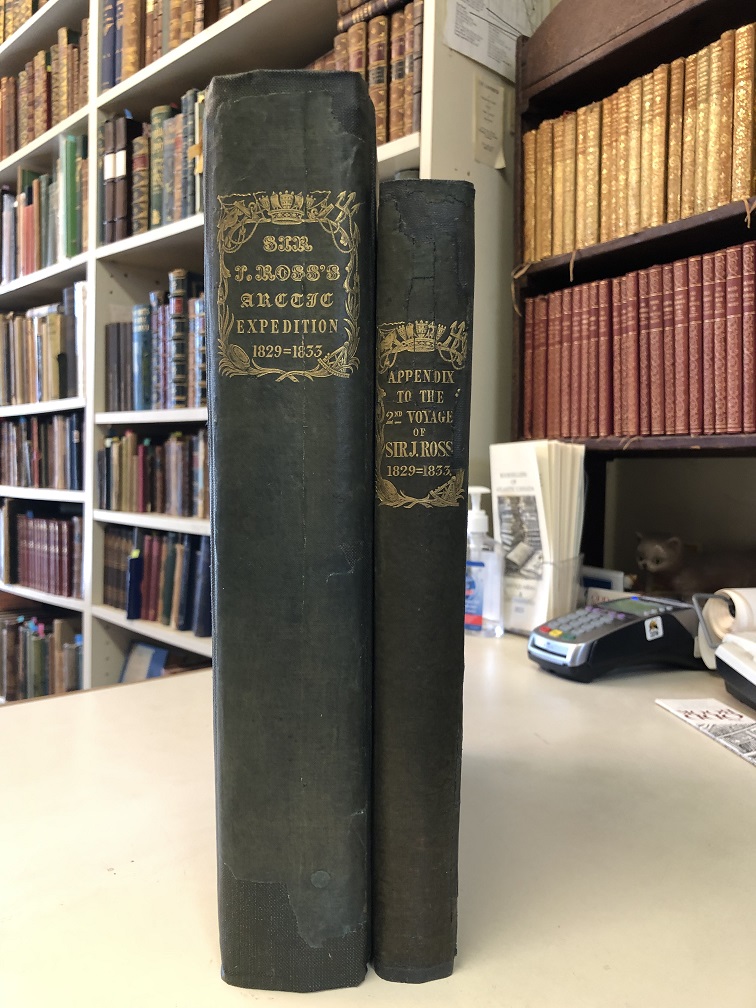 SIR
J. ROSS'S
ARCTIC
EXPEDITION
1829=1833
APPENDIX
TO THE
2ND VOYAGE
OF
SIR J. ROSS
1829=1833